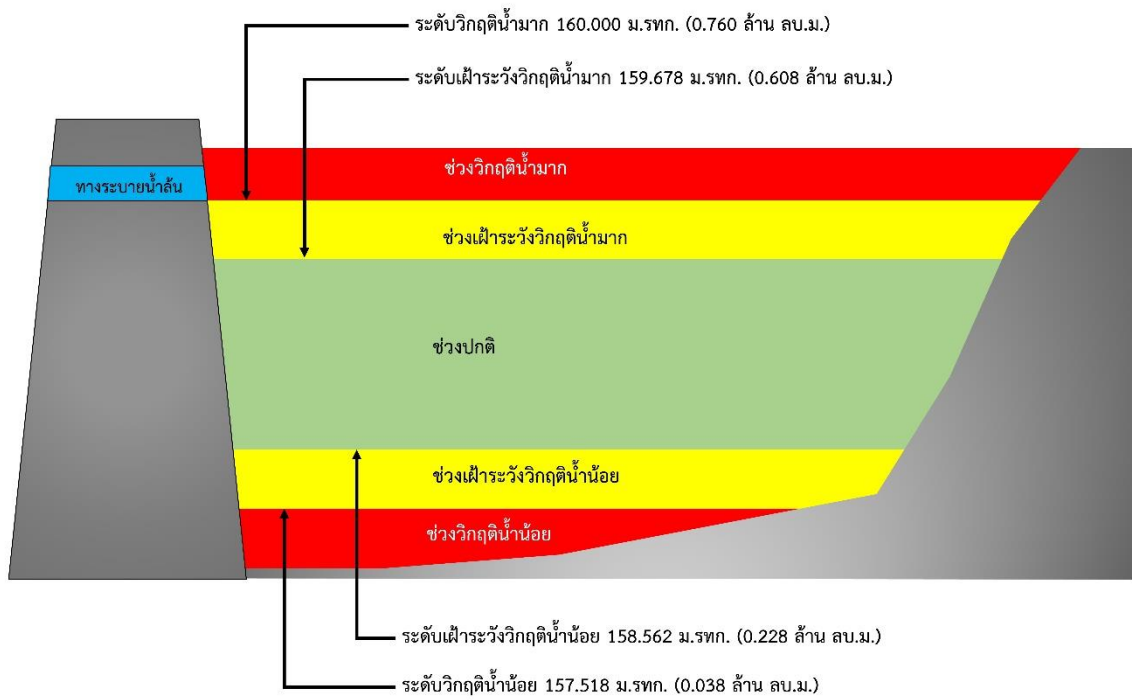 ระดับวิกฤติน้ำมาก 160.000 ม.รทก. (0.760 ล้าน ลบ.ม.)
ระดับเฝ้าระวังวิกฤติน้ำมาก 159.678 ม.รทก. (0.608 ล้าน ลบ.ม.)
ช่วงวิกฤติน้ำมาก
ทางระบายน้ำล้น
ช่วงเฝ้าระวังวิกฤติน้ำมาก
ช่วงปกติ
ช่วงเฝ้าระวังวิกฤติน้ำน้อย
ช่วงวิกฤติน้ำน้อย
ระดับเฝ้าระวังวิกฤติน้ำน้อย 158.562 ม.รทก. (0.228 ล้าน ลบ.ม.)
ระดับวิกฤติน้ำน้อย 157.518 ม.รทก. (0.038 ล้าน ลบ.ม.)